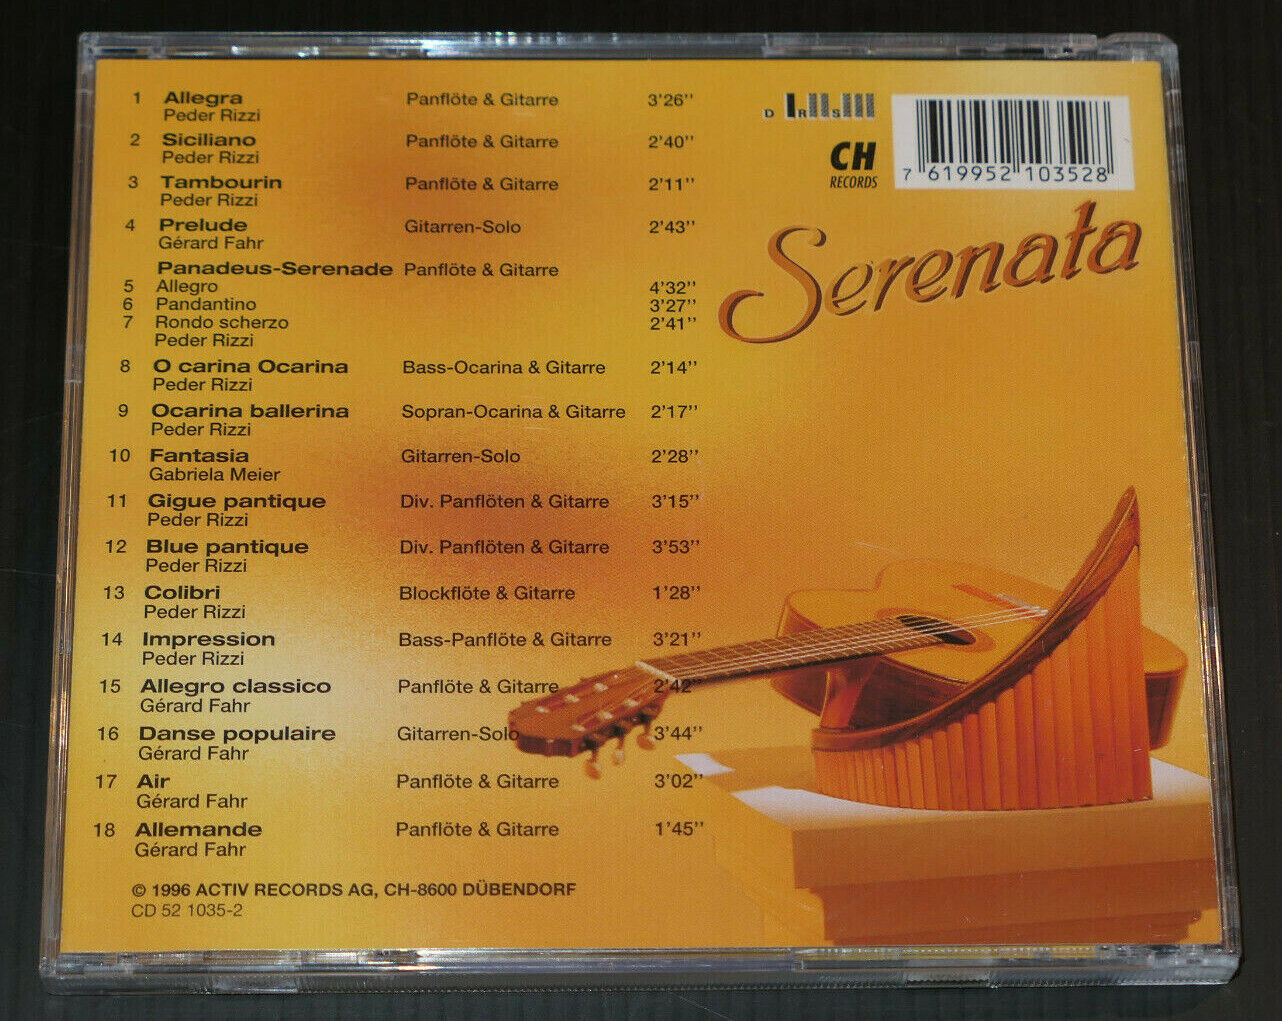 1 Allegra Panflöte & Gitarre 3'26''
Peder Rizzi
2 Siciliano Panflöte & Gitarre 2'40''
Peder Rizzi
3 Tambourin Panflöte & Gitarre 2'11''
Peder Rizzi
4 Prelude Gitarren-Solo 2'43''
Gérard Fahr
Panadeus-Serenade Panflöte & Gitarre
5 Allegro 4'32''
6 Pandantino 3'27''
7 Rondo scherzo 2'41''
Peder Rizzi
8 O carina Ocarina Bass-Ocarina & Gitarre 2'14''
Peder Rizzi
9 Ocarina ballerina Sopran-Ocarina & Gitarre 2'17''
Peder Rizzi
10 Fantasia Gitarren-Solo 2'28''
Gabriela Meier
11 Gigue pantique Div. Panflöten & Gitarre 3'15''
Peder Rizzi
12 Blue pantique Div. Panflöten & Gitarre 3'53''
Peder Rizzi
13 Colibri Blockflöte & Gitarre 1'28''
Peder Rizzi
14 Impression Bass-Panflöte & Gitarre 3'21''
Peder Rizzi
15 Allegro classico Panflöte & Gitarre 2'42''
Gérard Fahr
16 Danse populaire Gitarren-Solo 3'44''
Gérard Fahr
17 Air Panflöte & Gitarre 3'02''
Gérard Fahr
18 Allemande Panflöte & Gitarre 1'45''
Gérard Fahr
© 1996 ACTIV RECORDS AG, CH-8600 DÜBENDORF
CD 52 1035-2
D R S
CH
RECORDS
7 619952 103528
Serenata